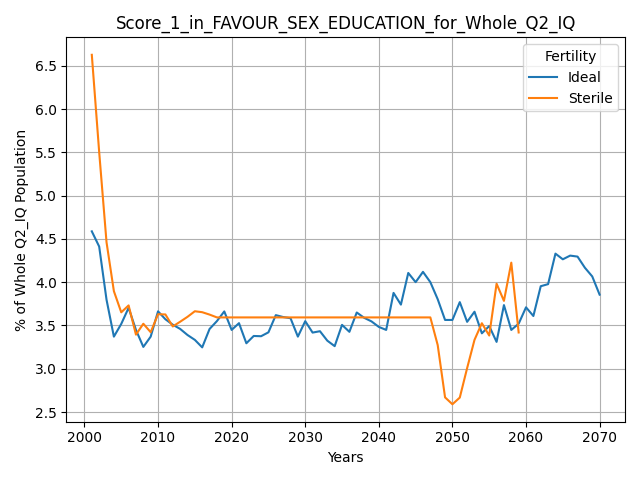 Score_1_in_FAVOUR_SEX_EDUCATION_for_Whole_Q2_IQ
Fertility
Ideal
Sterile
% of Whole Q2_IQ Population
6.5
6.0
5.5
5.0
4.5
4.0
3.5
3.0
2.5
2000 2010 2020 2030 2040 2050 2060 2070
Years